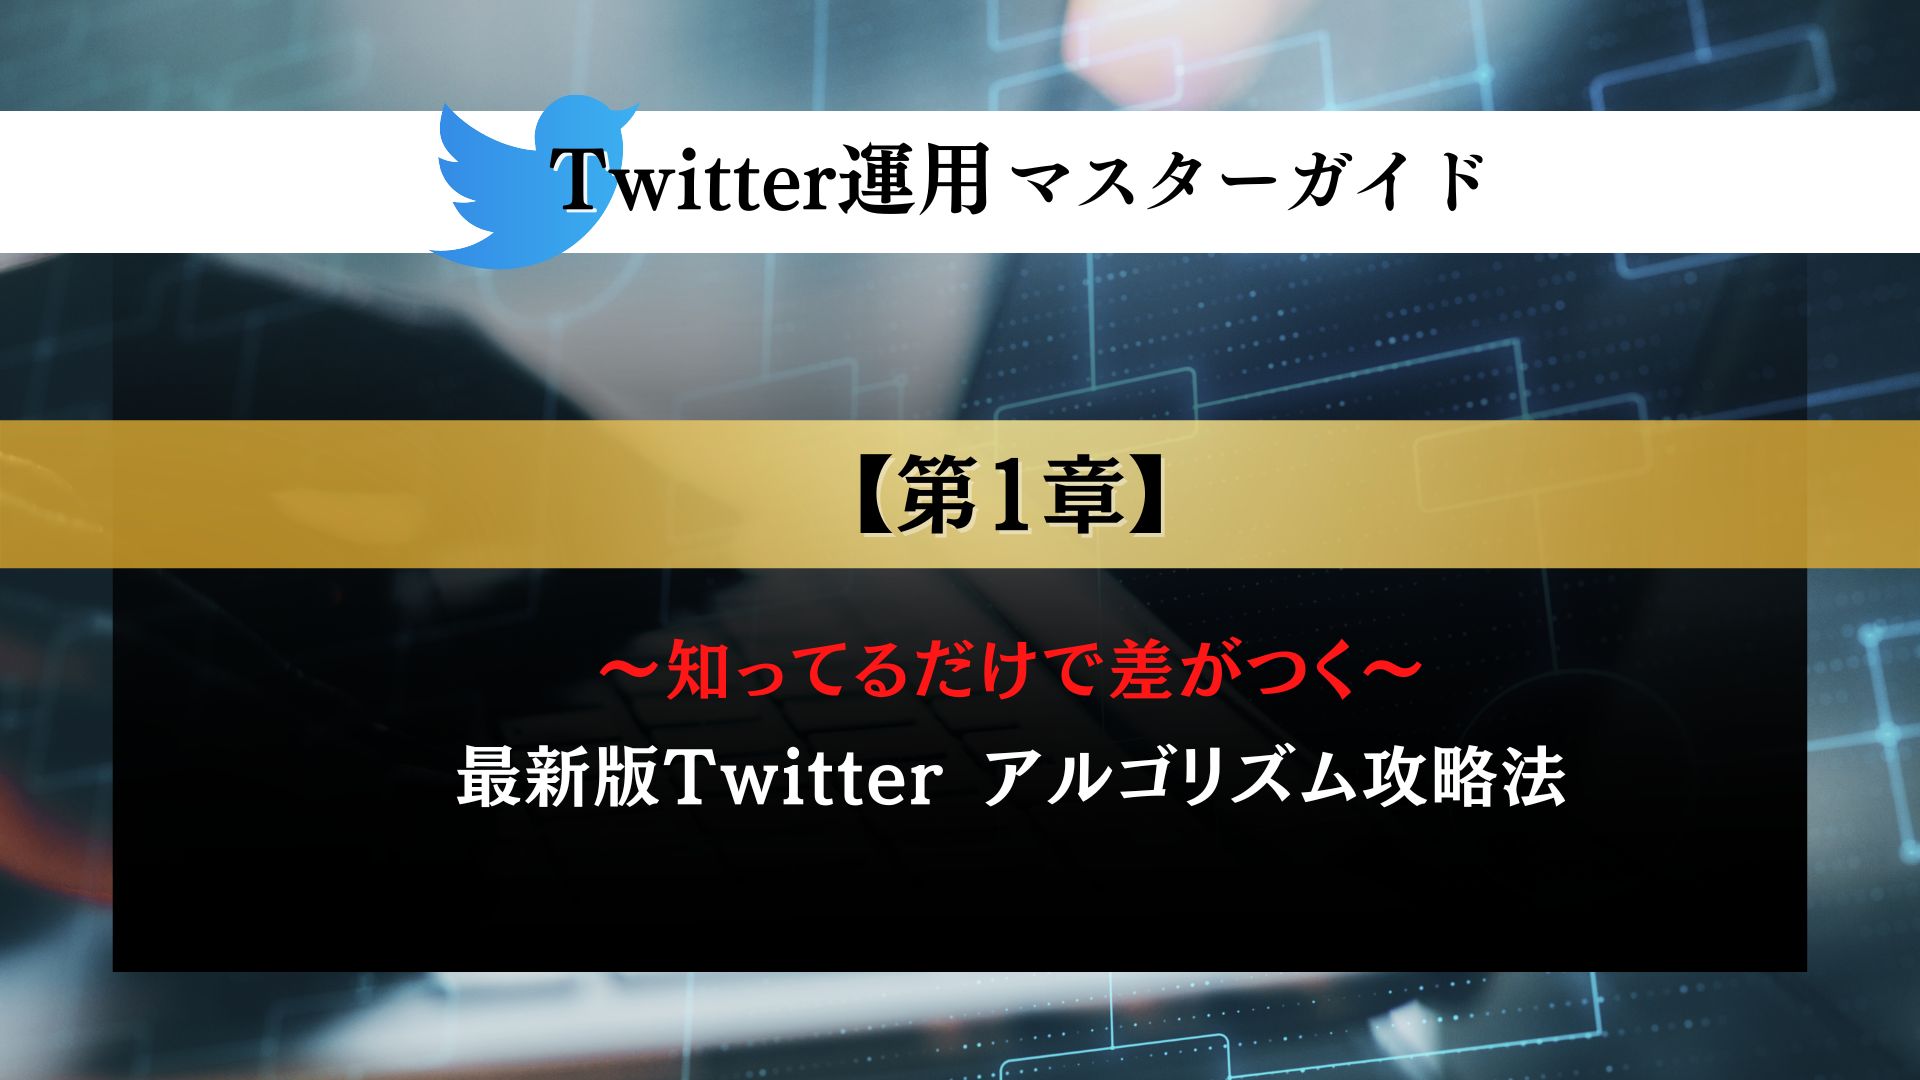 Twitter運用マスターガイド
【第1章】
〜知ってるだけで差がつく〜
最新版Twitter アルゴリズム攻略法